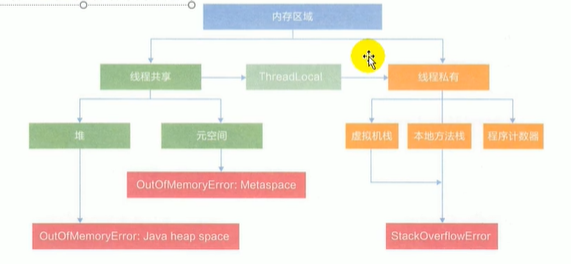 内存区域
线程共享
ThreadLocal
线程私有
堆
元空间
虚拟机栈
本地方法栈
程序计数器
OutOfMemoryError: Metaspace
OutOfMemoryError: Java heap space
StackOverflowError